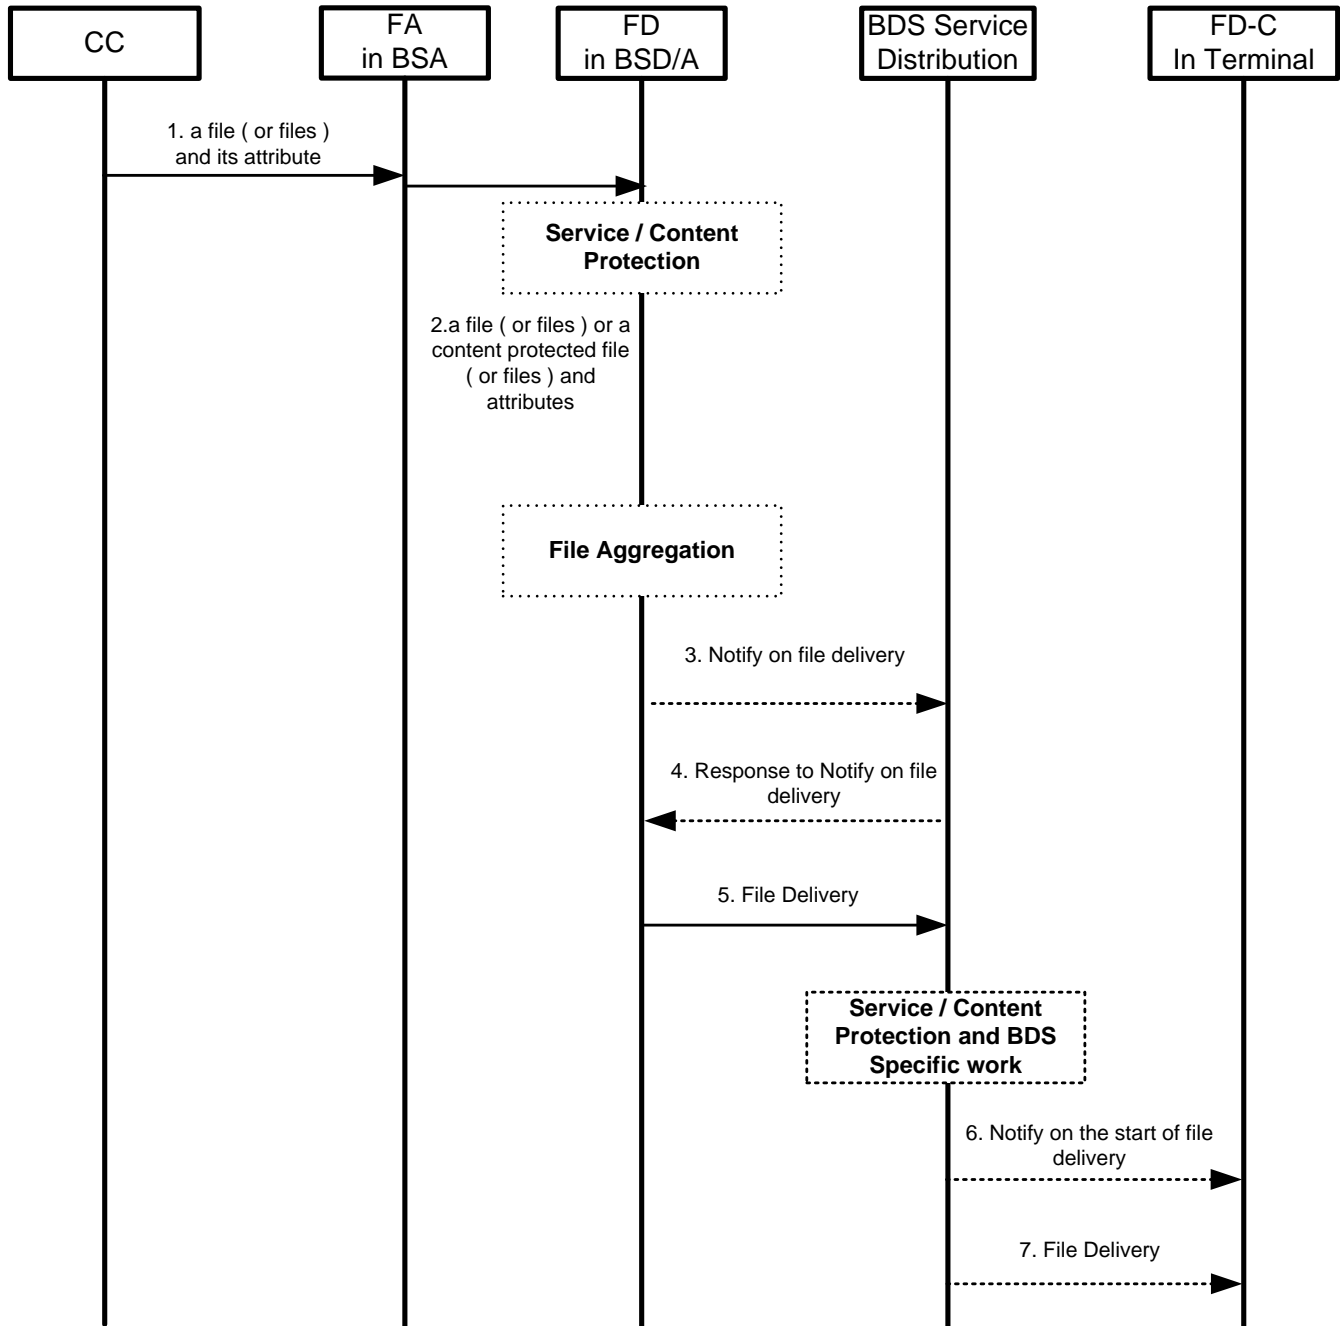 CC
FA
in BSA
FD
in BSD/A
BDS Service
Distribution
FD-C
In Terminal
1. a file ( or files )
and its attribute
Service / Content
Protection
2.a file ( or files ) or a
content protected file
( or files ) and
attributes
File Aggregation
3. Notify on file delivery
4. Response to Notify on file
delivery
5. File Delivery
Service / Content
Protection and BDS
Specific work
6. Notify on the start of file
delivery
7. File Delivery